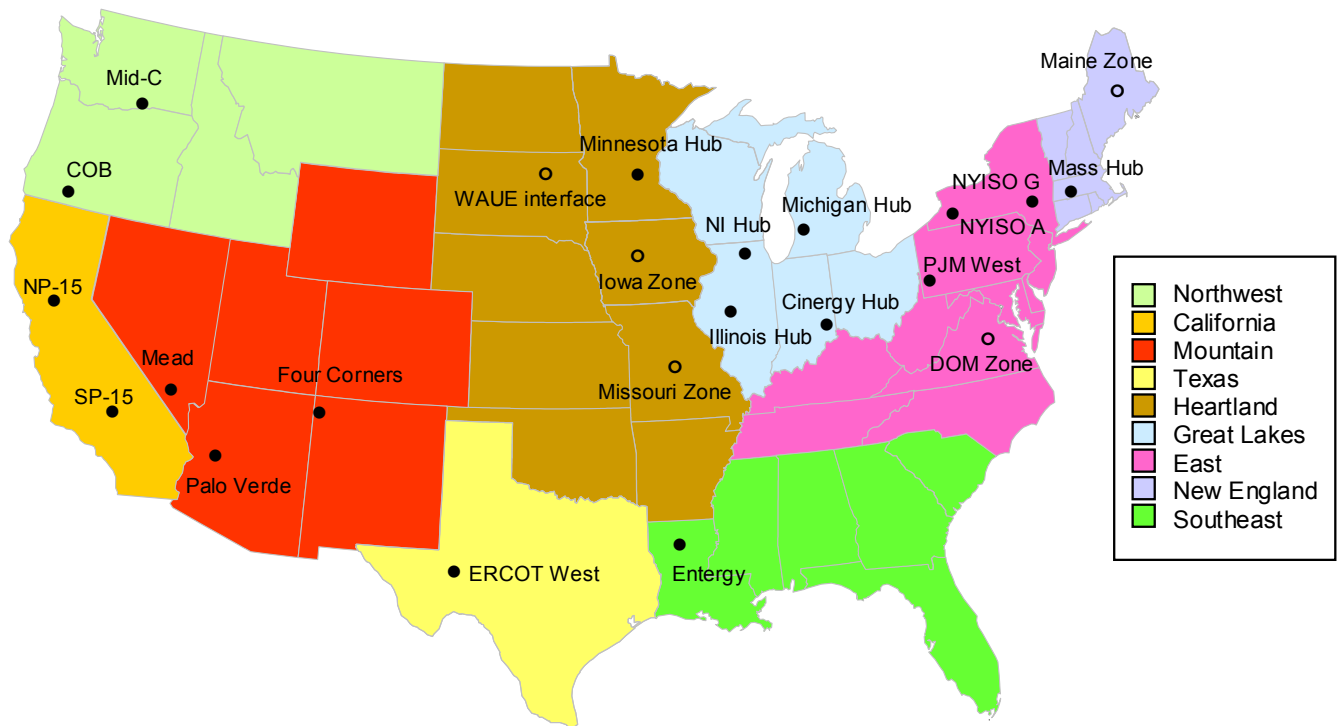 Maine Zone
Mid-C
Minnesota Hub
COB
Mass Hub
NYISO G
WAUE interface
Michigan Hub
NI Hub
NYISO A
PJM West
NP-15
Iowa Zone
Cinergy Hub
Illinois Hub
Mead
Four Corners
DOM Zone
Missouri Zone
SP-15
Palo Verde
ERCOT West
Entergy
Northwest
California
Mountain
Texas
Heartland
Great Lakes
East
New England
Southeast